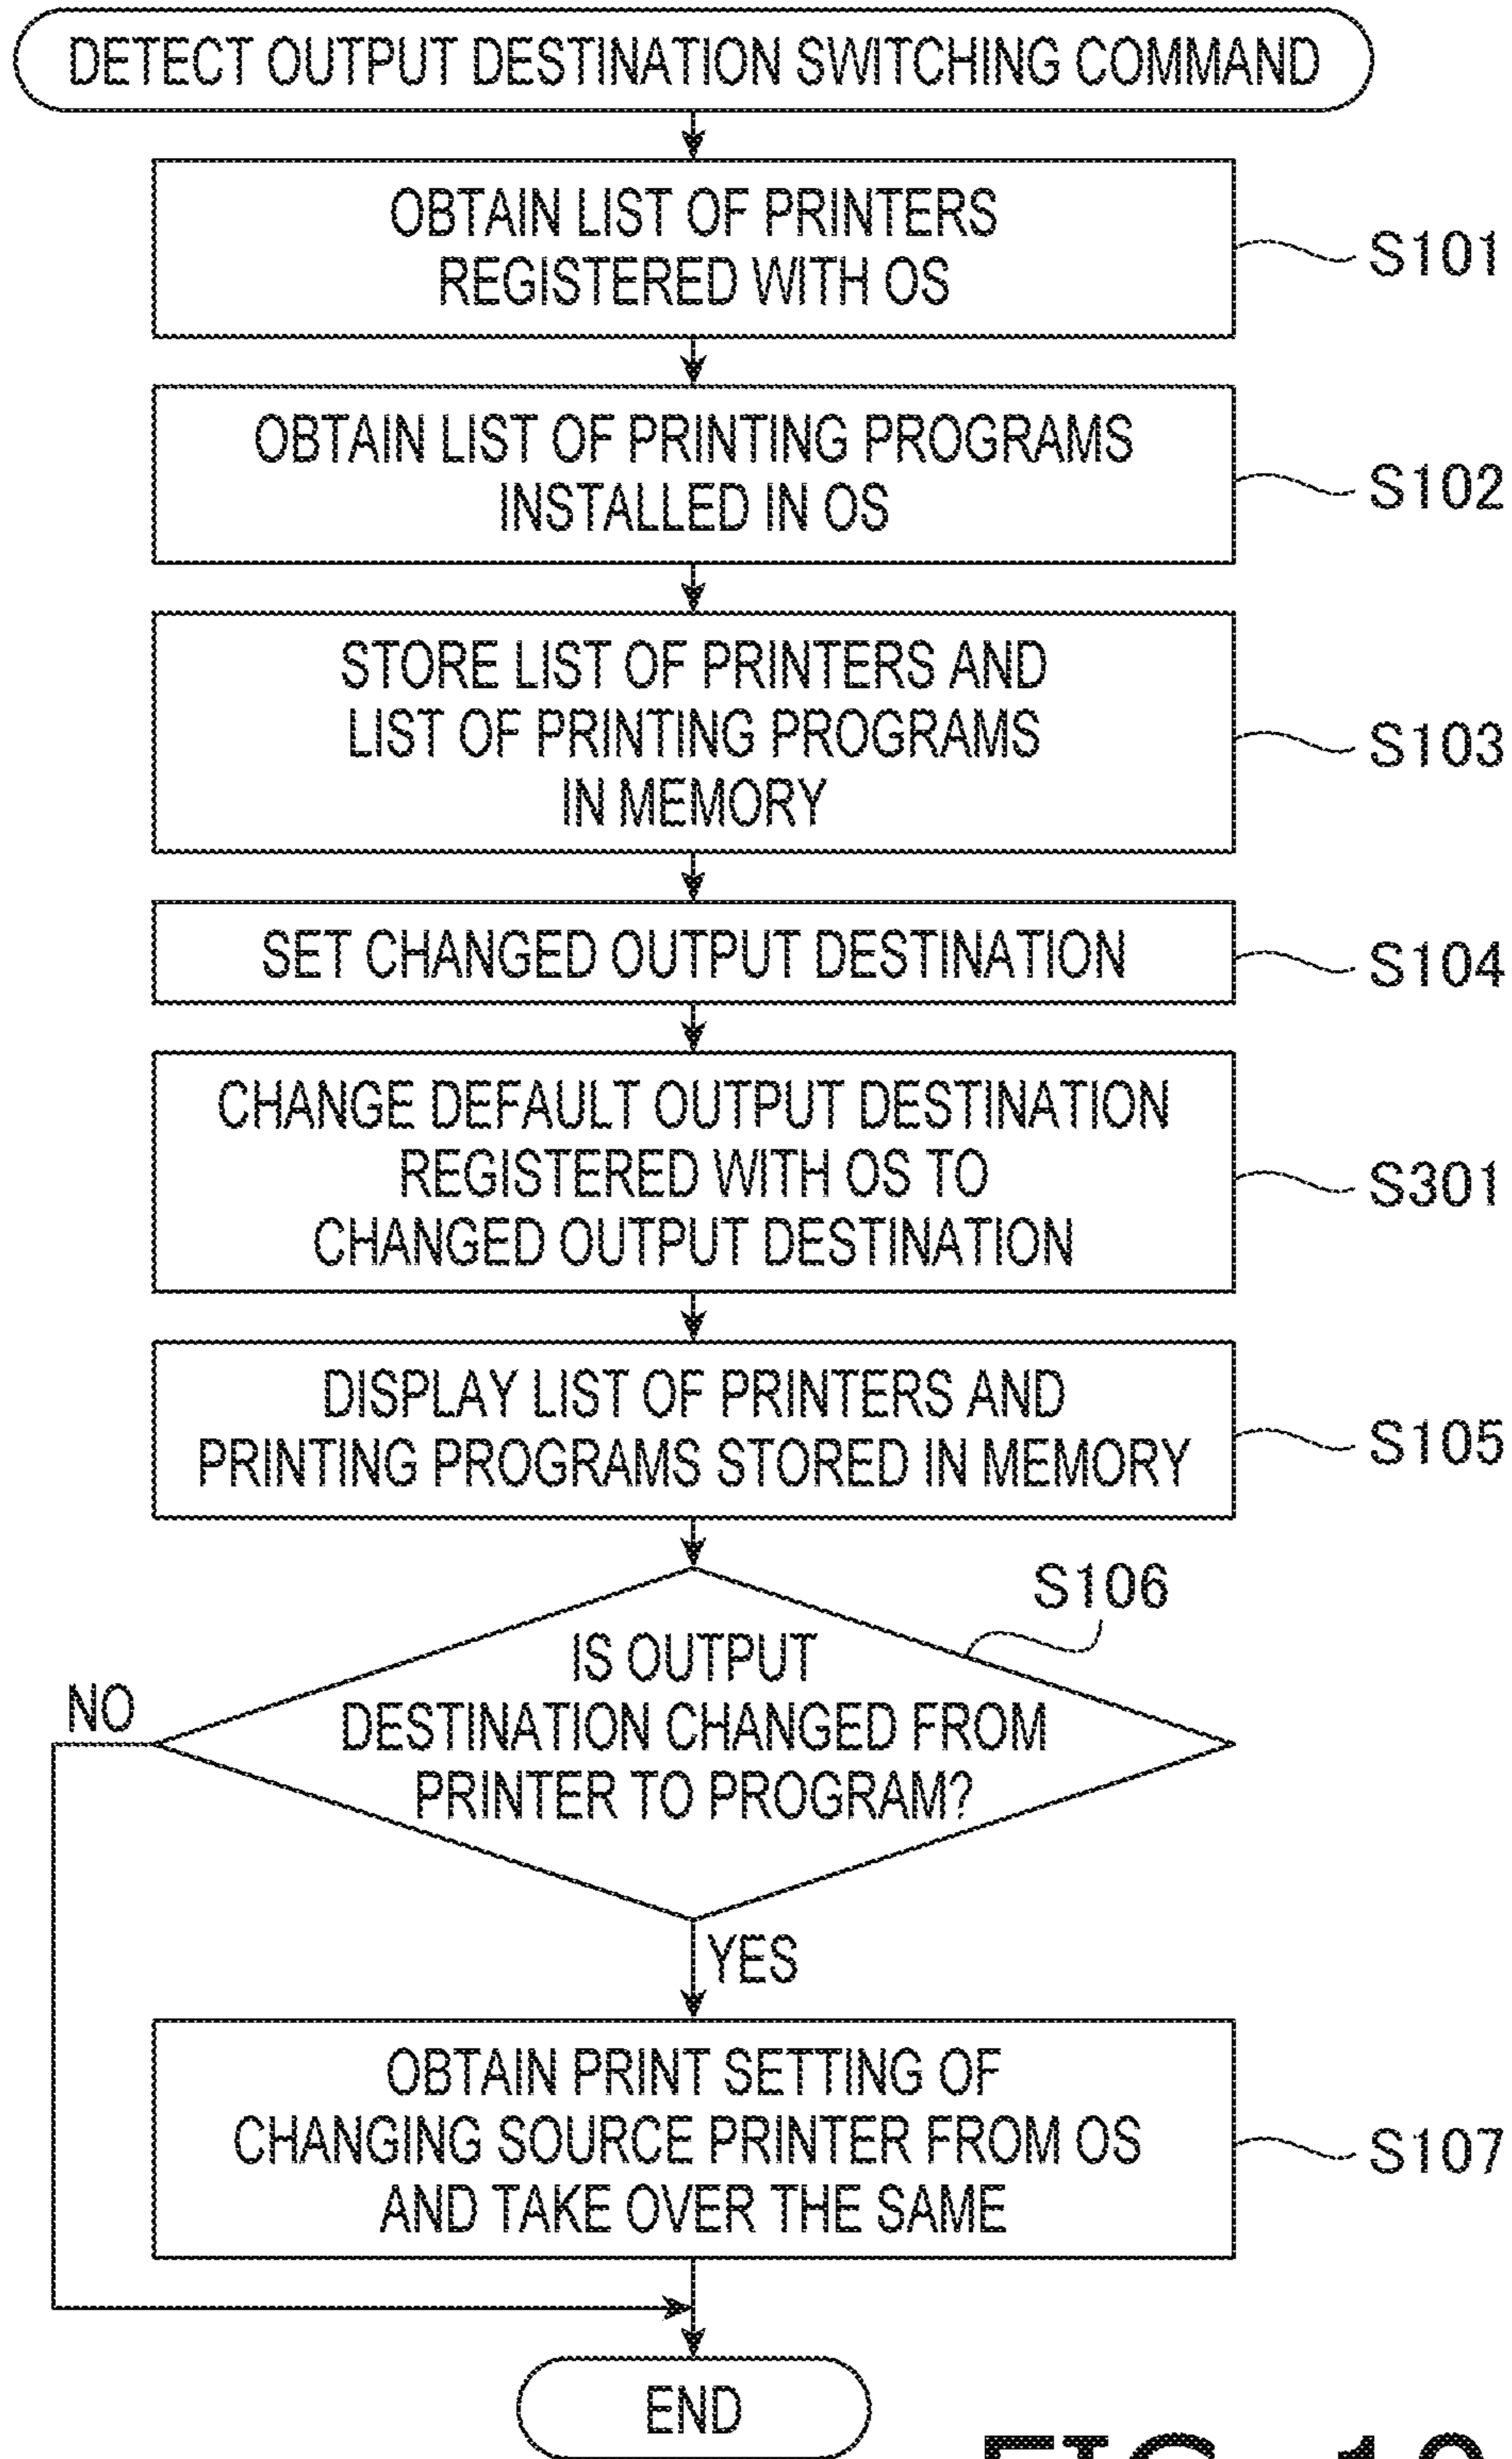 DETECT OUTPUT DESTINATION SWITCHING COMMAND
OBTAIN LIST OF PRINTERS
REGISTERED WITH OS
S101
OBTAIN LIST OF PRINTING PROGRAMS
INSTALLED IN OS
S102
STORE LIST OF PRINTERS AND
LIST OF PRINTING PROGRAMS
IN MEMORY
S103
SET CHANGED OUTPUT DESTINATION
S104
CHANGE DEFAULT OUTPUT DESTINATION
REGISTERED WITH OS TO
CHANGED OUTPUT DESTINATION
S301
DISPLAY LIST OF PRINTERS AND
PRINTING PROGRAMS STORED IN MEMORY
S105
S106
IS OUTPUT
DESTINATION CHANGED FROM
PRINTER TO PROGRAM?
NO
YES
OBTAIN PRINT SETTING OF
CHANGING SOURCE PRINTER FROM OS
AND TAKE OVER THE SAME
S107
END
FIG.